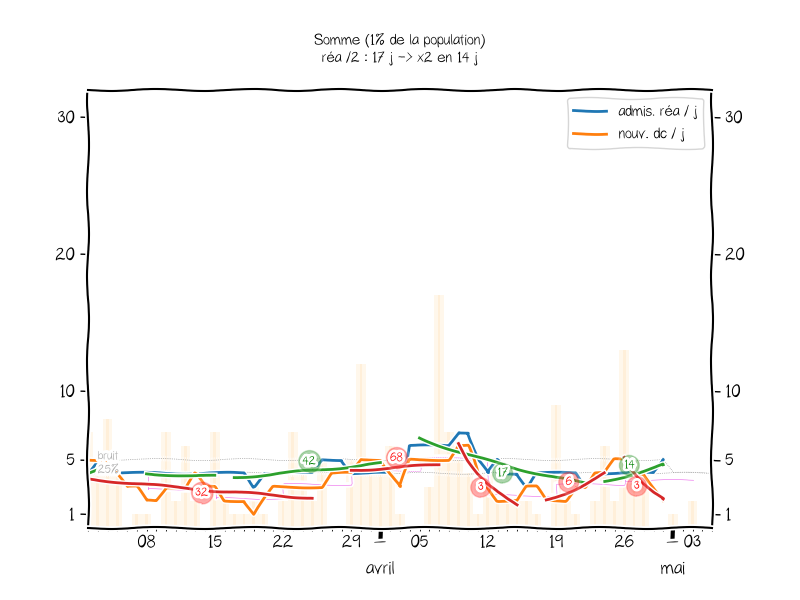 Somme (1% de la population)
réa /2 : 17 j -> x2 en 14 j
admis. réa / j
nouv. dc / j
30
30
20
20
10
10
5
5
1
1
bruit
25%
32
42
68
3
17
6
14
3
08 15 22 29 05 12 19 26 03
avril mai